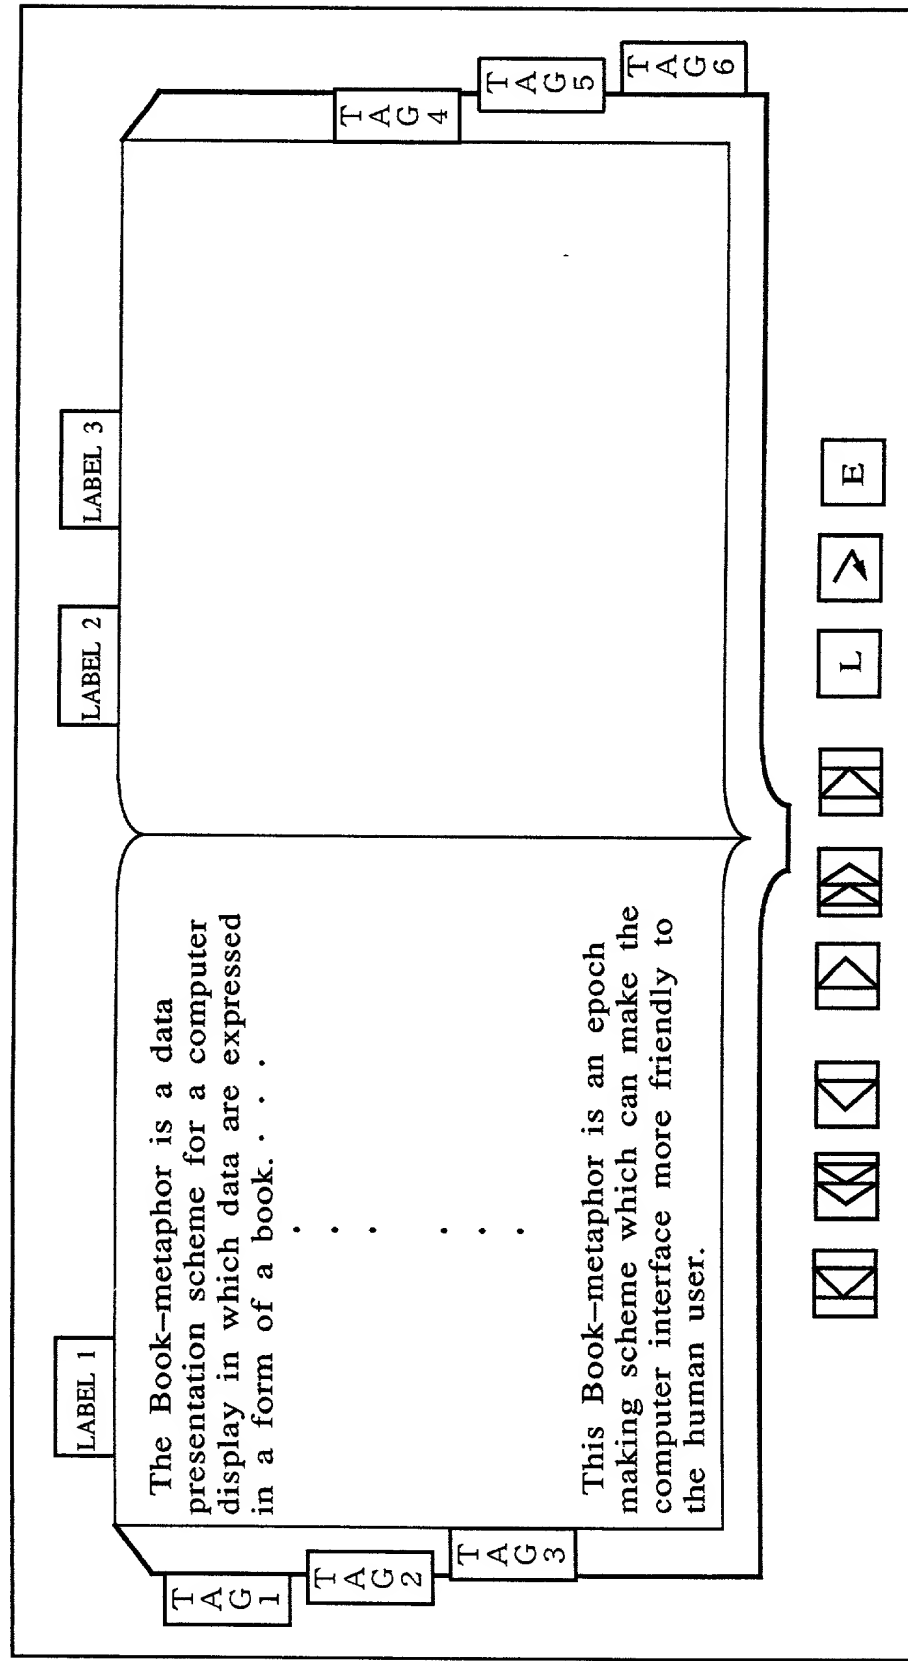 LABEL 1
LABEL 2
LABEL 3
TAG 1
TAG 2
TAG 3
The Book–metaphor is a data
presentation scheme for a computer
display in which data are expressed
in a form of a book. . . .
. . .
. . .
This Book–metaphor is an epoch
making scheme which can make the
computer interface more friendly to
the human user.
TAG 4
TAG 5
TAG 6
L
E